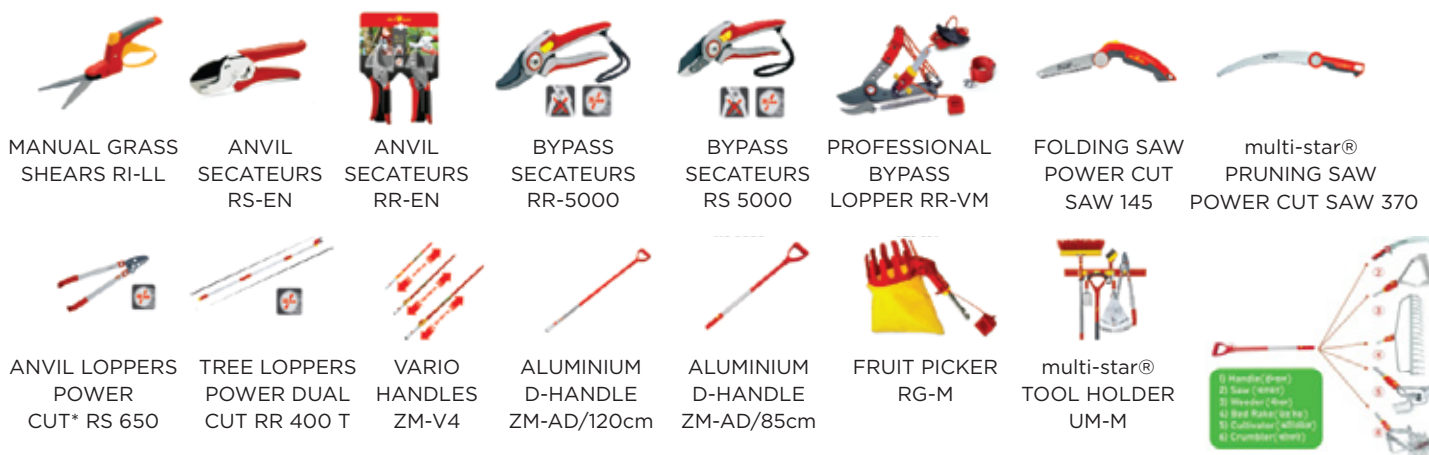 MANUAL GRASS
SHEARS RI-LL
ANVIL
SECATEURS
RS-EN
ANVIL
SECATEURS
RR-EN
BYPASS
SECATEURS
RR-5000
BYPASS
SECATEURS
RS 5000
PROFESSIONAL
BYPASS
LOPPER RR-VM
FOLDING SAW
POWER CUT
SAW 145
multi-star®
PRUNING SAW
POWER CUT SAW 370
ANVIL LOPPERS
POWER
CUT* RS 650
TREE LOPPERS
POWER DUAL
CUT RR 400 T
VARIO
HANDLES
ZM-V4
ALUMINIUM
D-HANDLE
ZM-AD/120cm
ALUMINIUM
D-HANDLE
ZM-AD/85cm
FRUIT PICKER
RG-M
multi-star®
TOOL HOLDER
UM-M
1) Handle
2) Saw
3) Weeder
4) Bed Rake
5) Cultivator
6) Crumbler